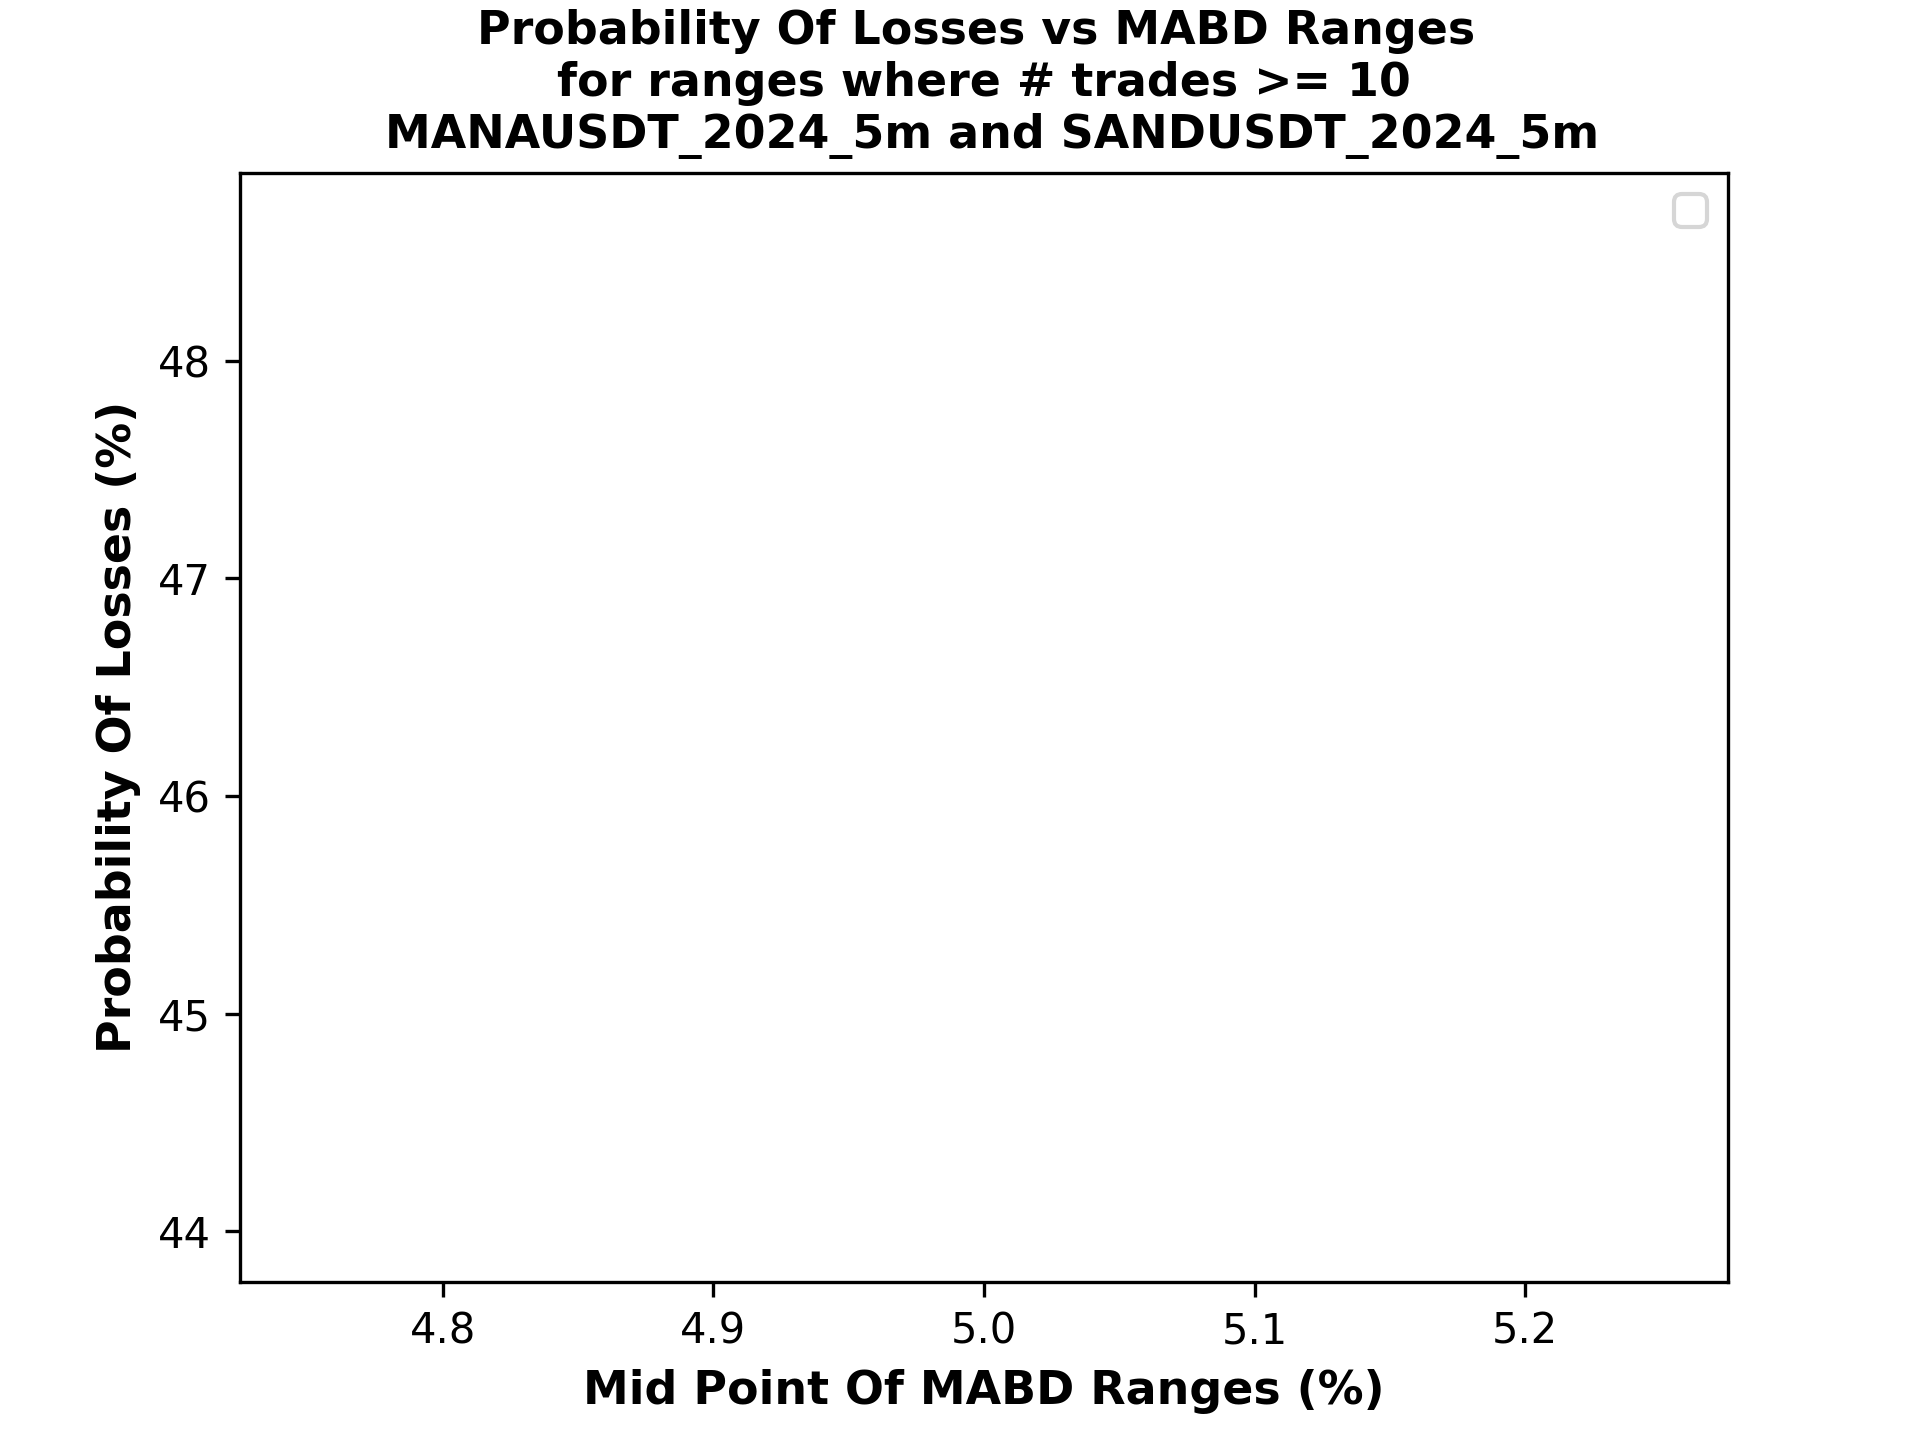 Probability Of Losses vs MABD Ranges
for ranges where # trades >= 10
MANAUSDT_2024_5m and SANDUSDT_2024_5m
Probability Of Losses (%)
48
47
46
45
44
4.8
4.9
5.0
5.1
5.2
Mid Point Of MABD Ranges (%)